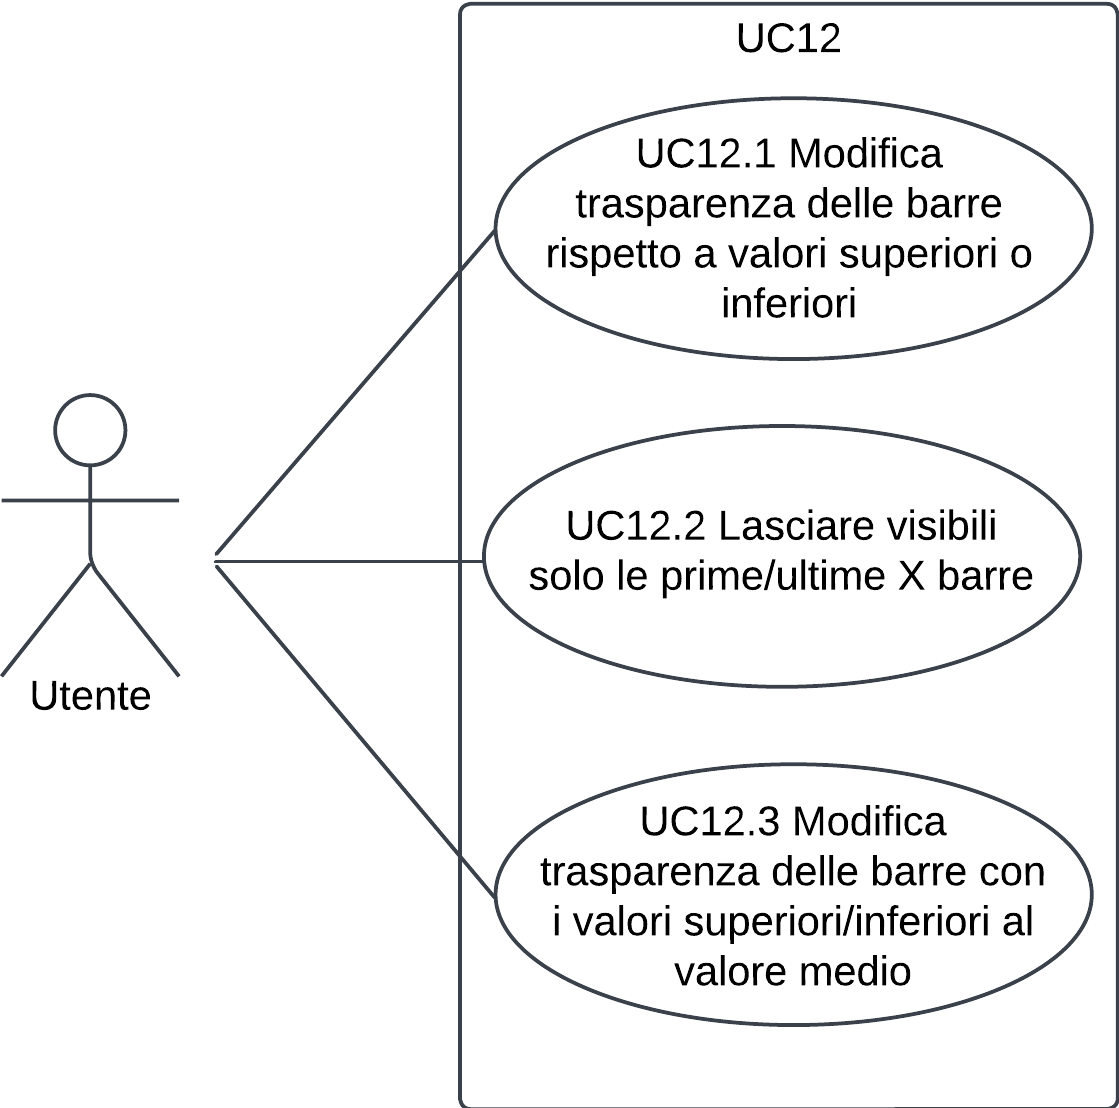 UC12
UC12.1 Modifica
trasparenza delle barre
rispetto a valori superiori o
inferiori
UC12.2 Lasciare visibili
solo le prime/ultime X barre
Utente
UC12.3 Modifica
trasparenza delle barre con
i valori superiori/inferiori al
valore medio